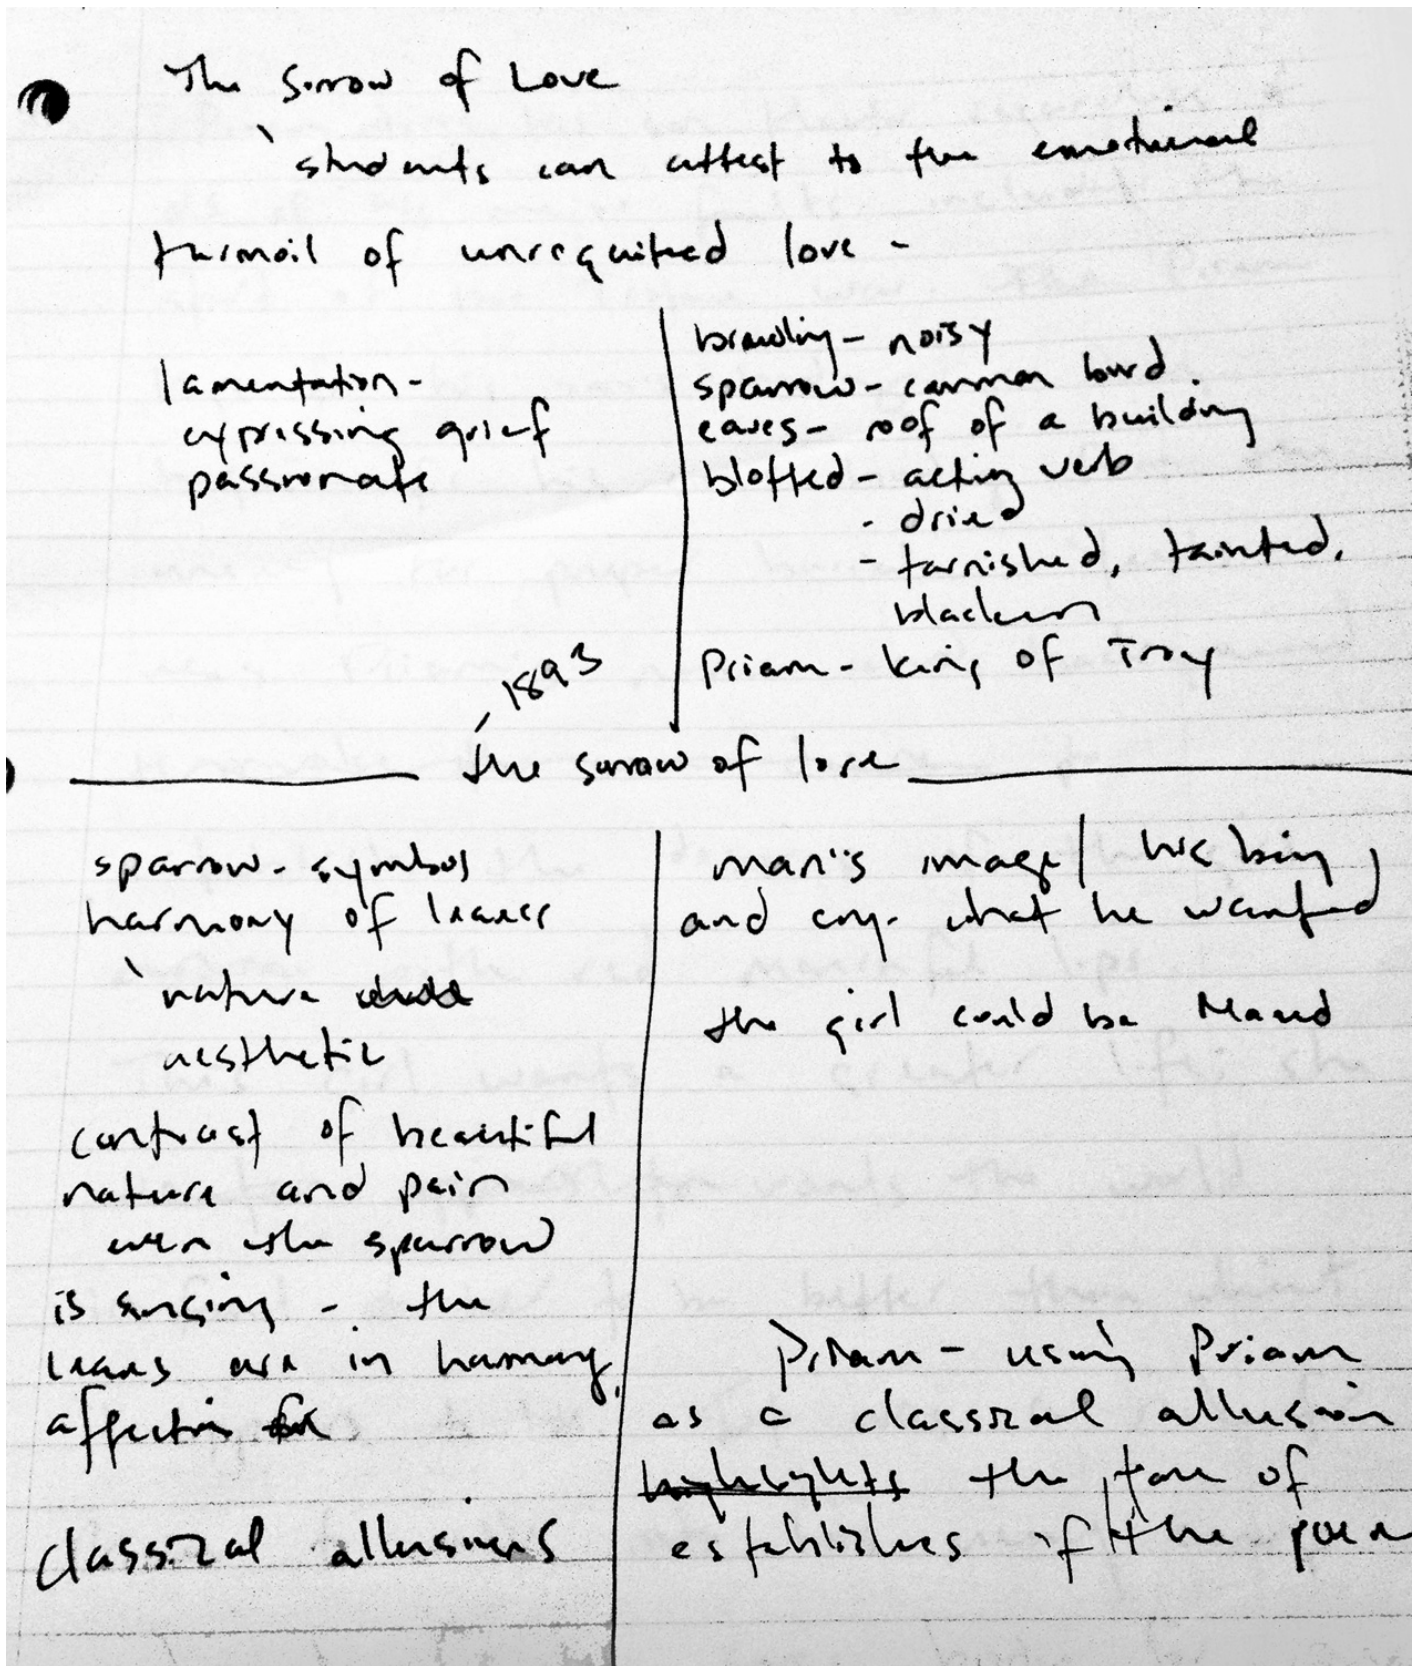 The Sorrow of Love
students can attest to the emotional
turmoil of unrequited love -
lamentation-
expressing grief
passionate
brawling - noisy
sparrow - common bird.
eaves - roof of a building
blotted - acting verb
- dried
- tarnished, tainted,
blacken
Priam - king of Troy
1893
the sorrow of love
sparrow - symbol
harmony of leaves
nature
aesthetic
contrast of beautiful
nature and pain
even the sparrow
is singing - the
leaves are in harmony,
classical allusions
man's image/ his being
and cry. what he wanted
the girl could be Maud
Priam - using Priam
as a classical allusion
highlights the tone of
establishes of the poem